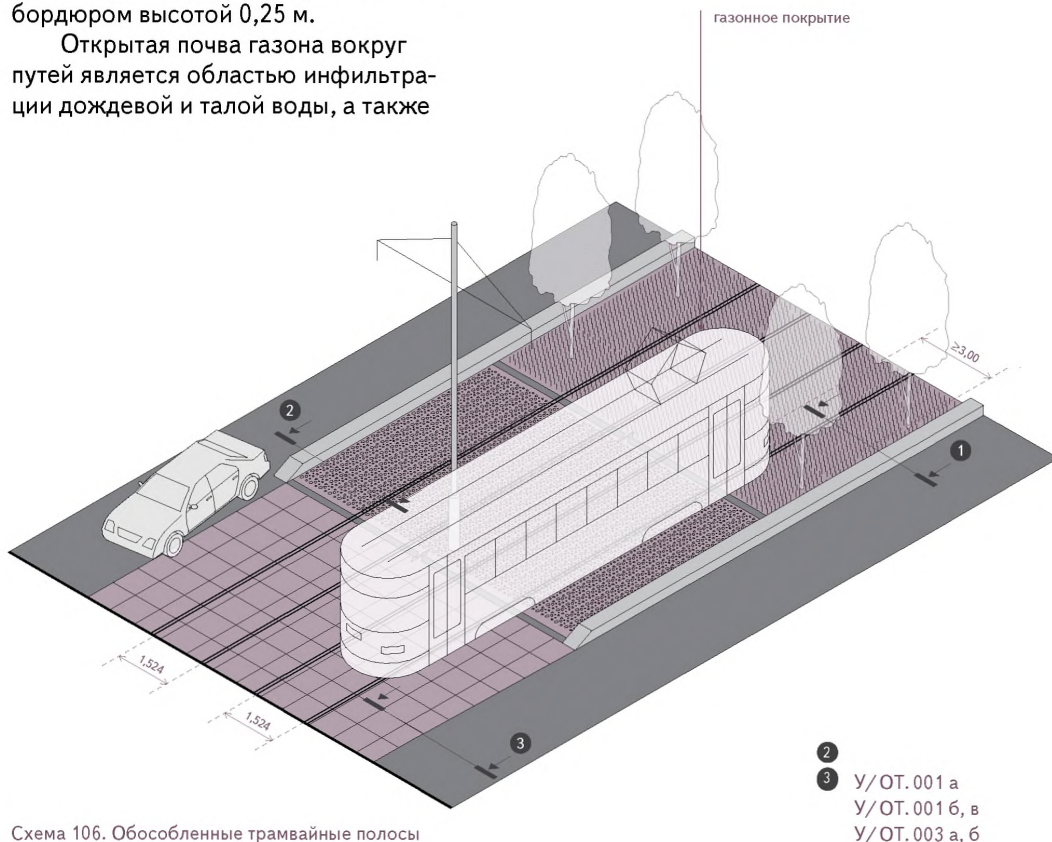 бордюром высотой 0,25 м.
Открытая почва газона вокруг
путей является областью инфильтра-
ции дождевой и талой воды, а также
газонное покрытие
≥3,00
2
1
1,524
1,524
3
2
3 У/ ОТ. 001 а
У/ ОТ. 001 б, в
У/ ОТ. 003 а, б
Схема 106. Обособленные трамвайные полосы